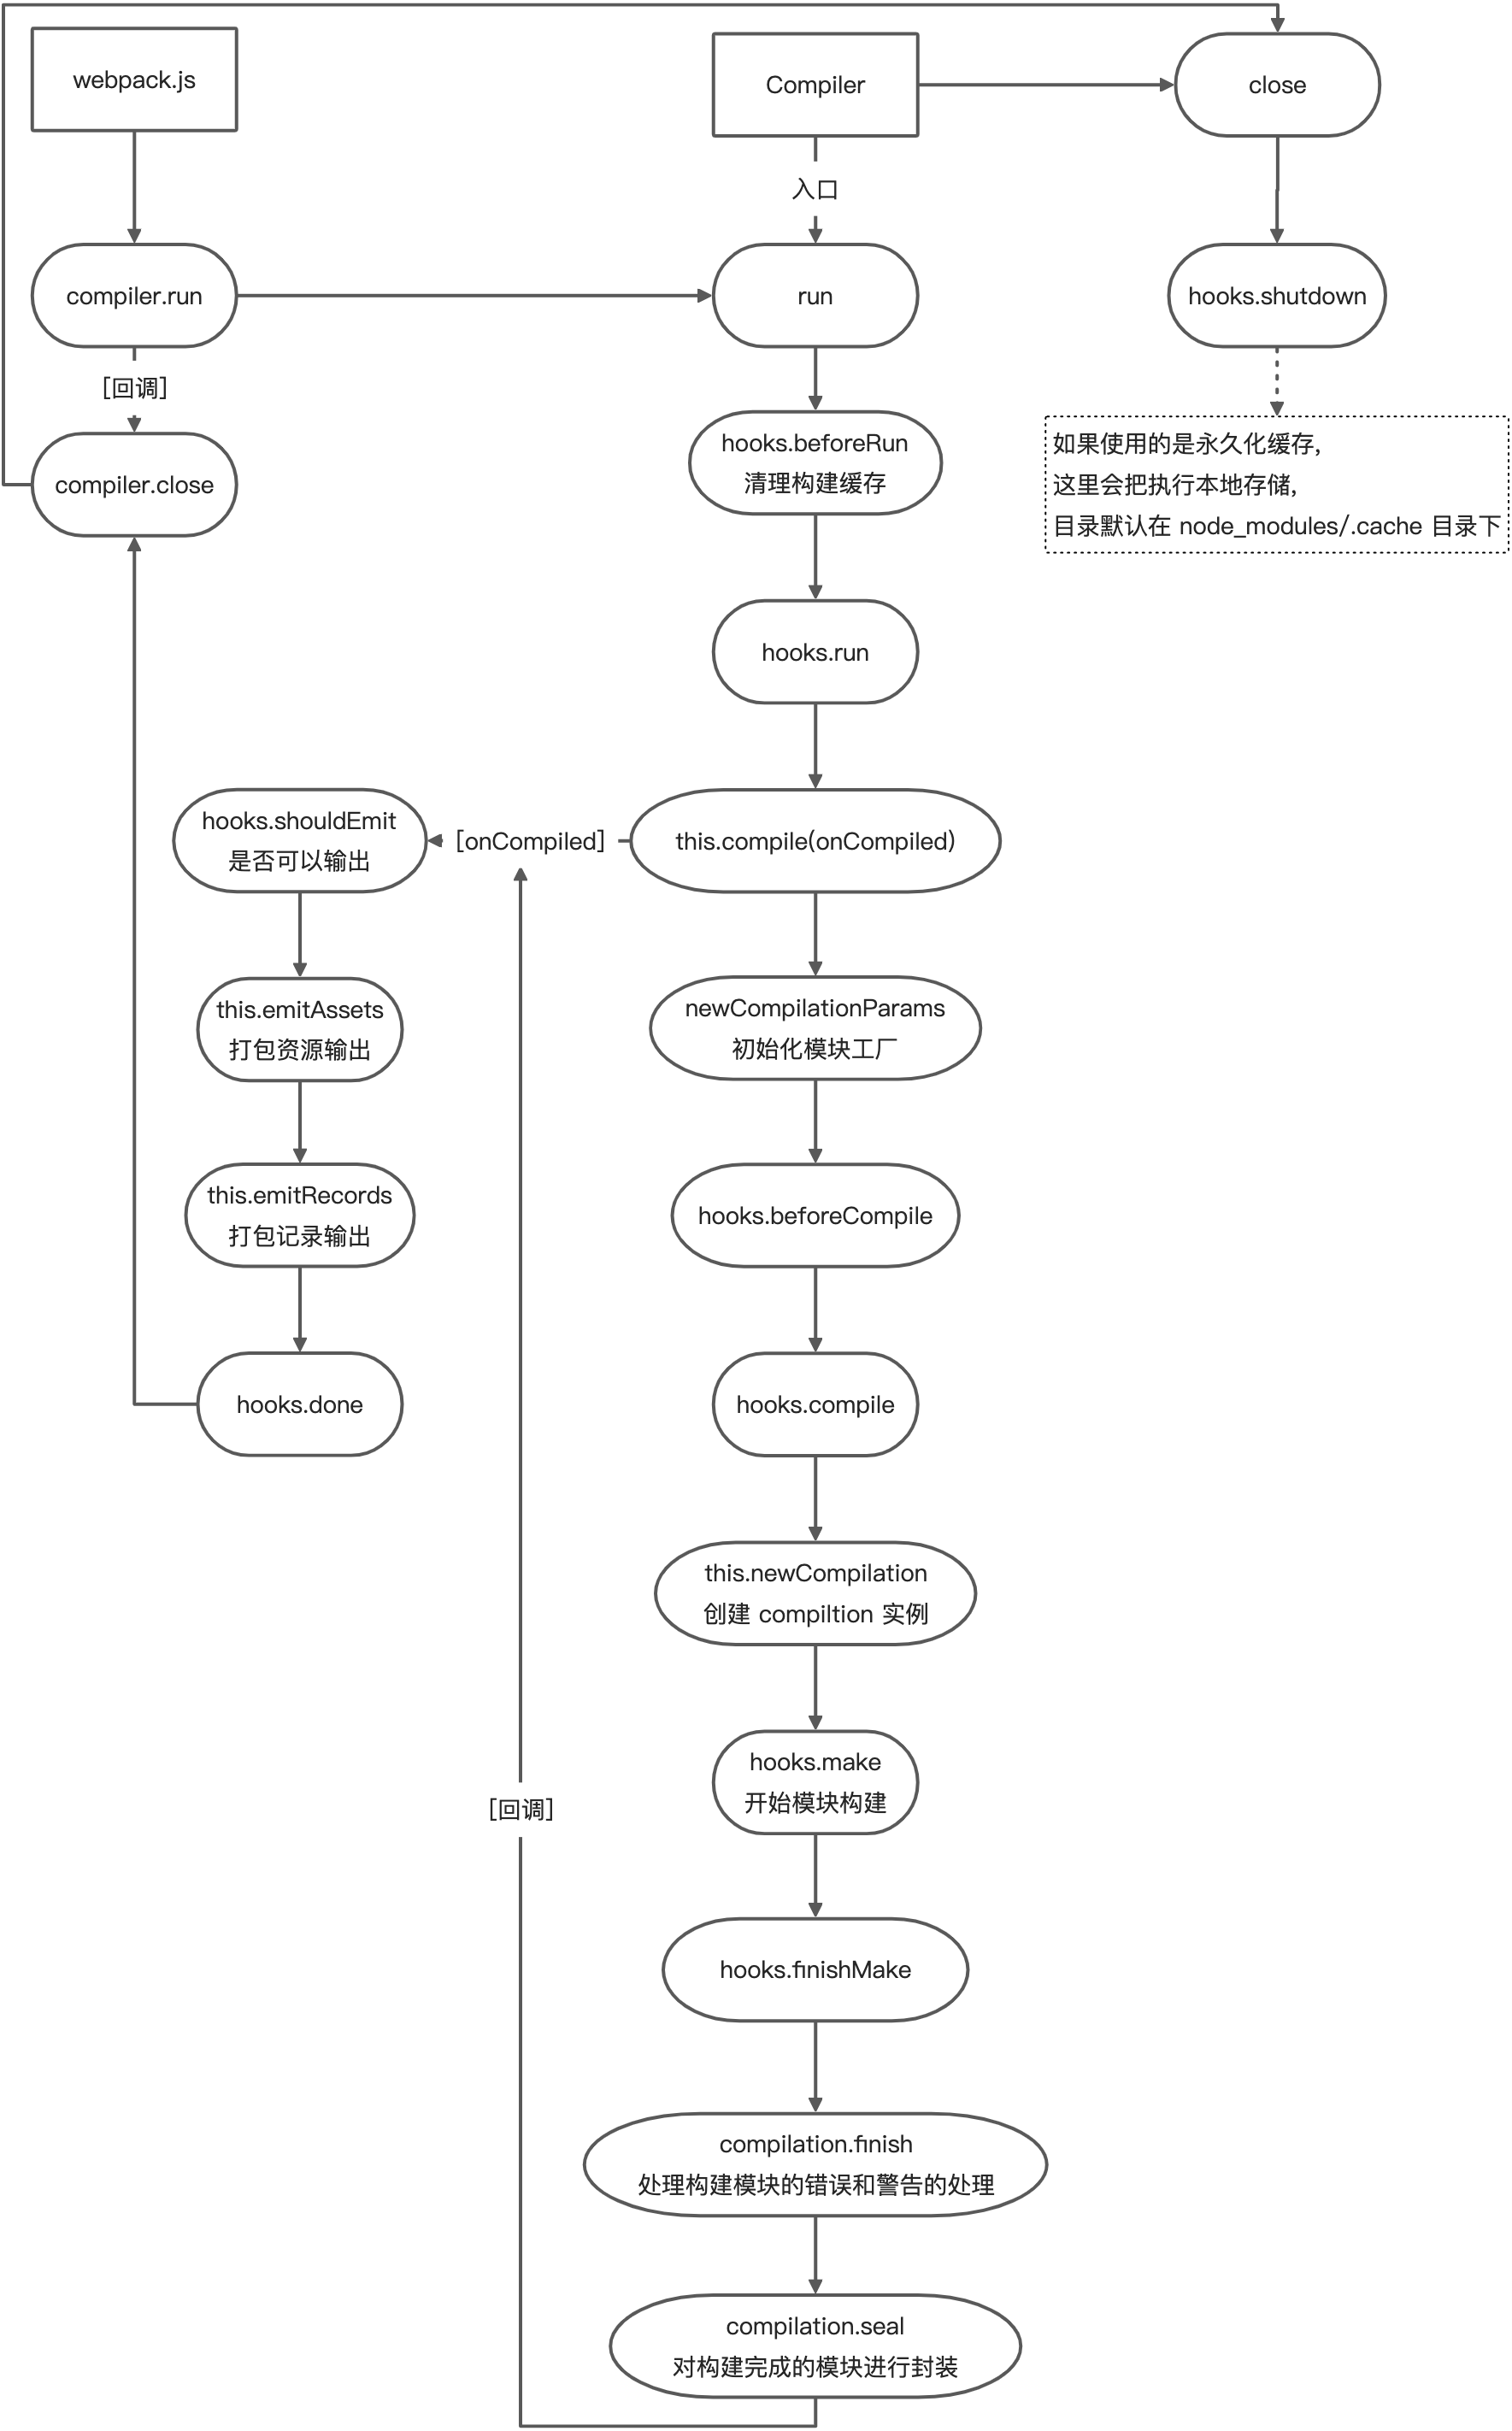 webpack.js
Compiler
close
入口
compiler.run
run
hooks.shutdown
[回调]
compiler.close
hooks.beforeRun
清理构建缓存
如果使用的是永久化缓存,
这里会把执行本地存储,
目录默认在 node_modules/.cache 目录下
hooks.run
hooks.shouldEmit
是否可以输出
[onCompiled]
this.compile(onCompiled)
this.emitAssets
打包资源输出
newCompilationParams
初始化模块工厂
this.emitRecords
打包记录输出
hooks.beforeCompile
hooks.done
hooks.compile
this.newCompilation
创建 compiltion 实例
hooks.make
开始模块构建
[回调]
hooks.finishMake
compilation.finish
处理构建模块的错误和警告的处理
compilation.seal
对构建完成的模块进行封装